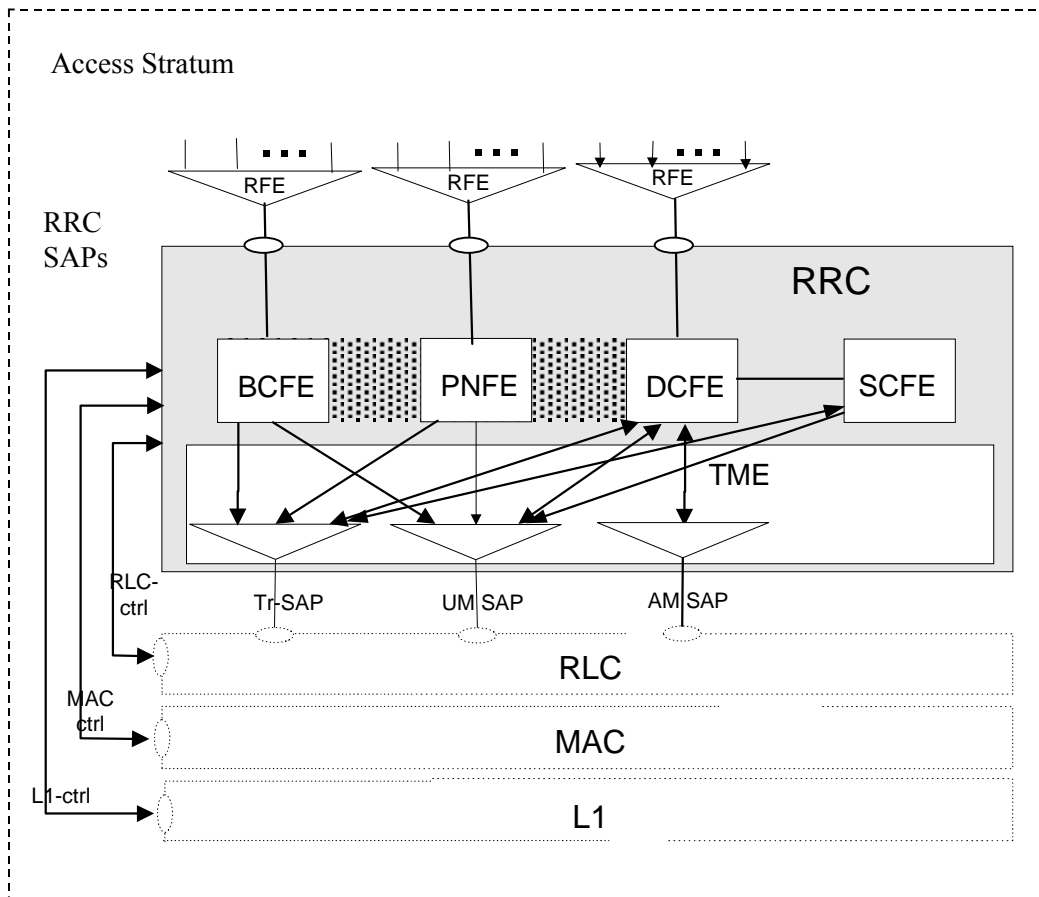 Access Stratum
RFE
RFE
RFE
RRC
SAPs
RRC
BCFE
PNFE
DCFE
SCFE
TME
RLC-
ctrl
Tr-SAP
UM SAP
AM SAP
RLC
MAC
ctrl
MAC
L1-ctrl
L1